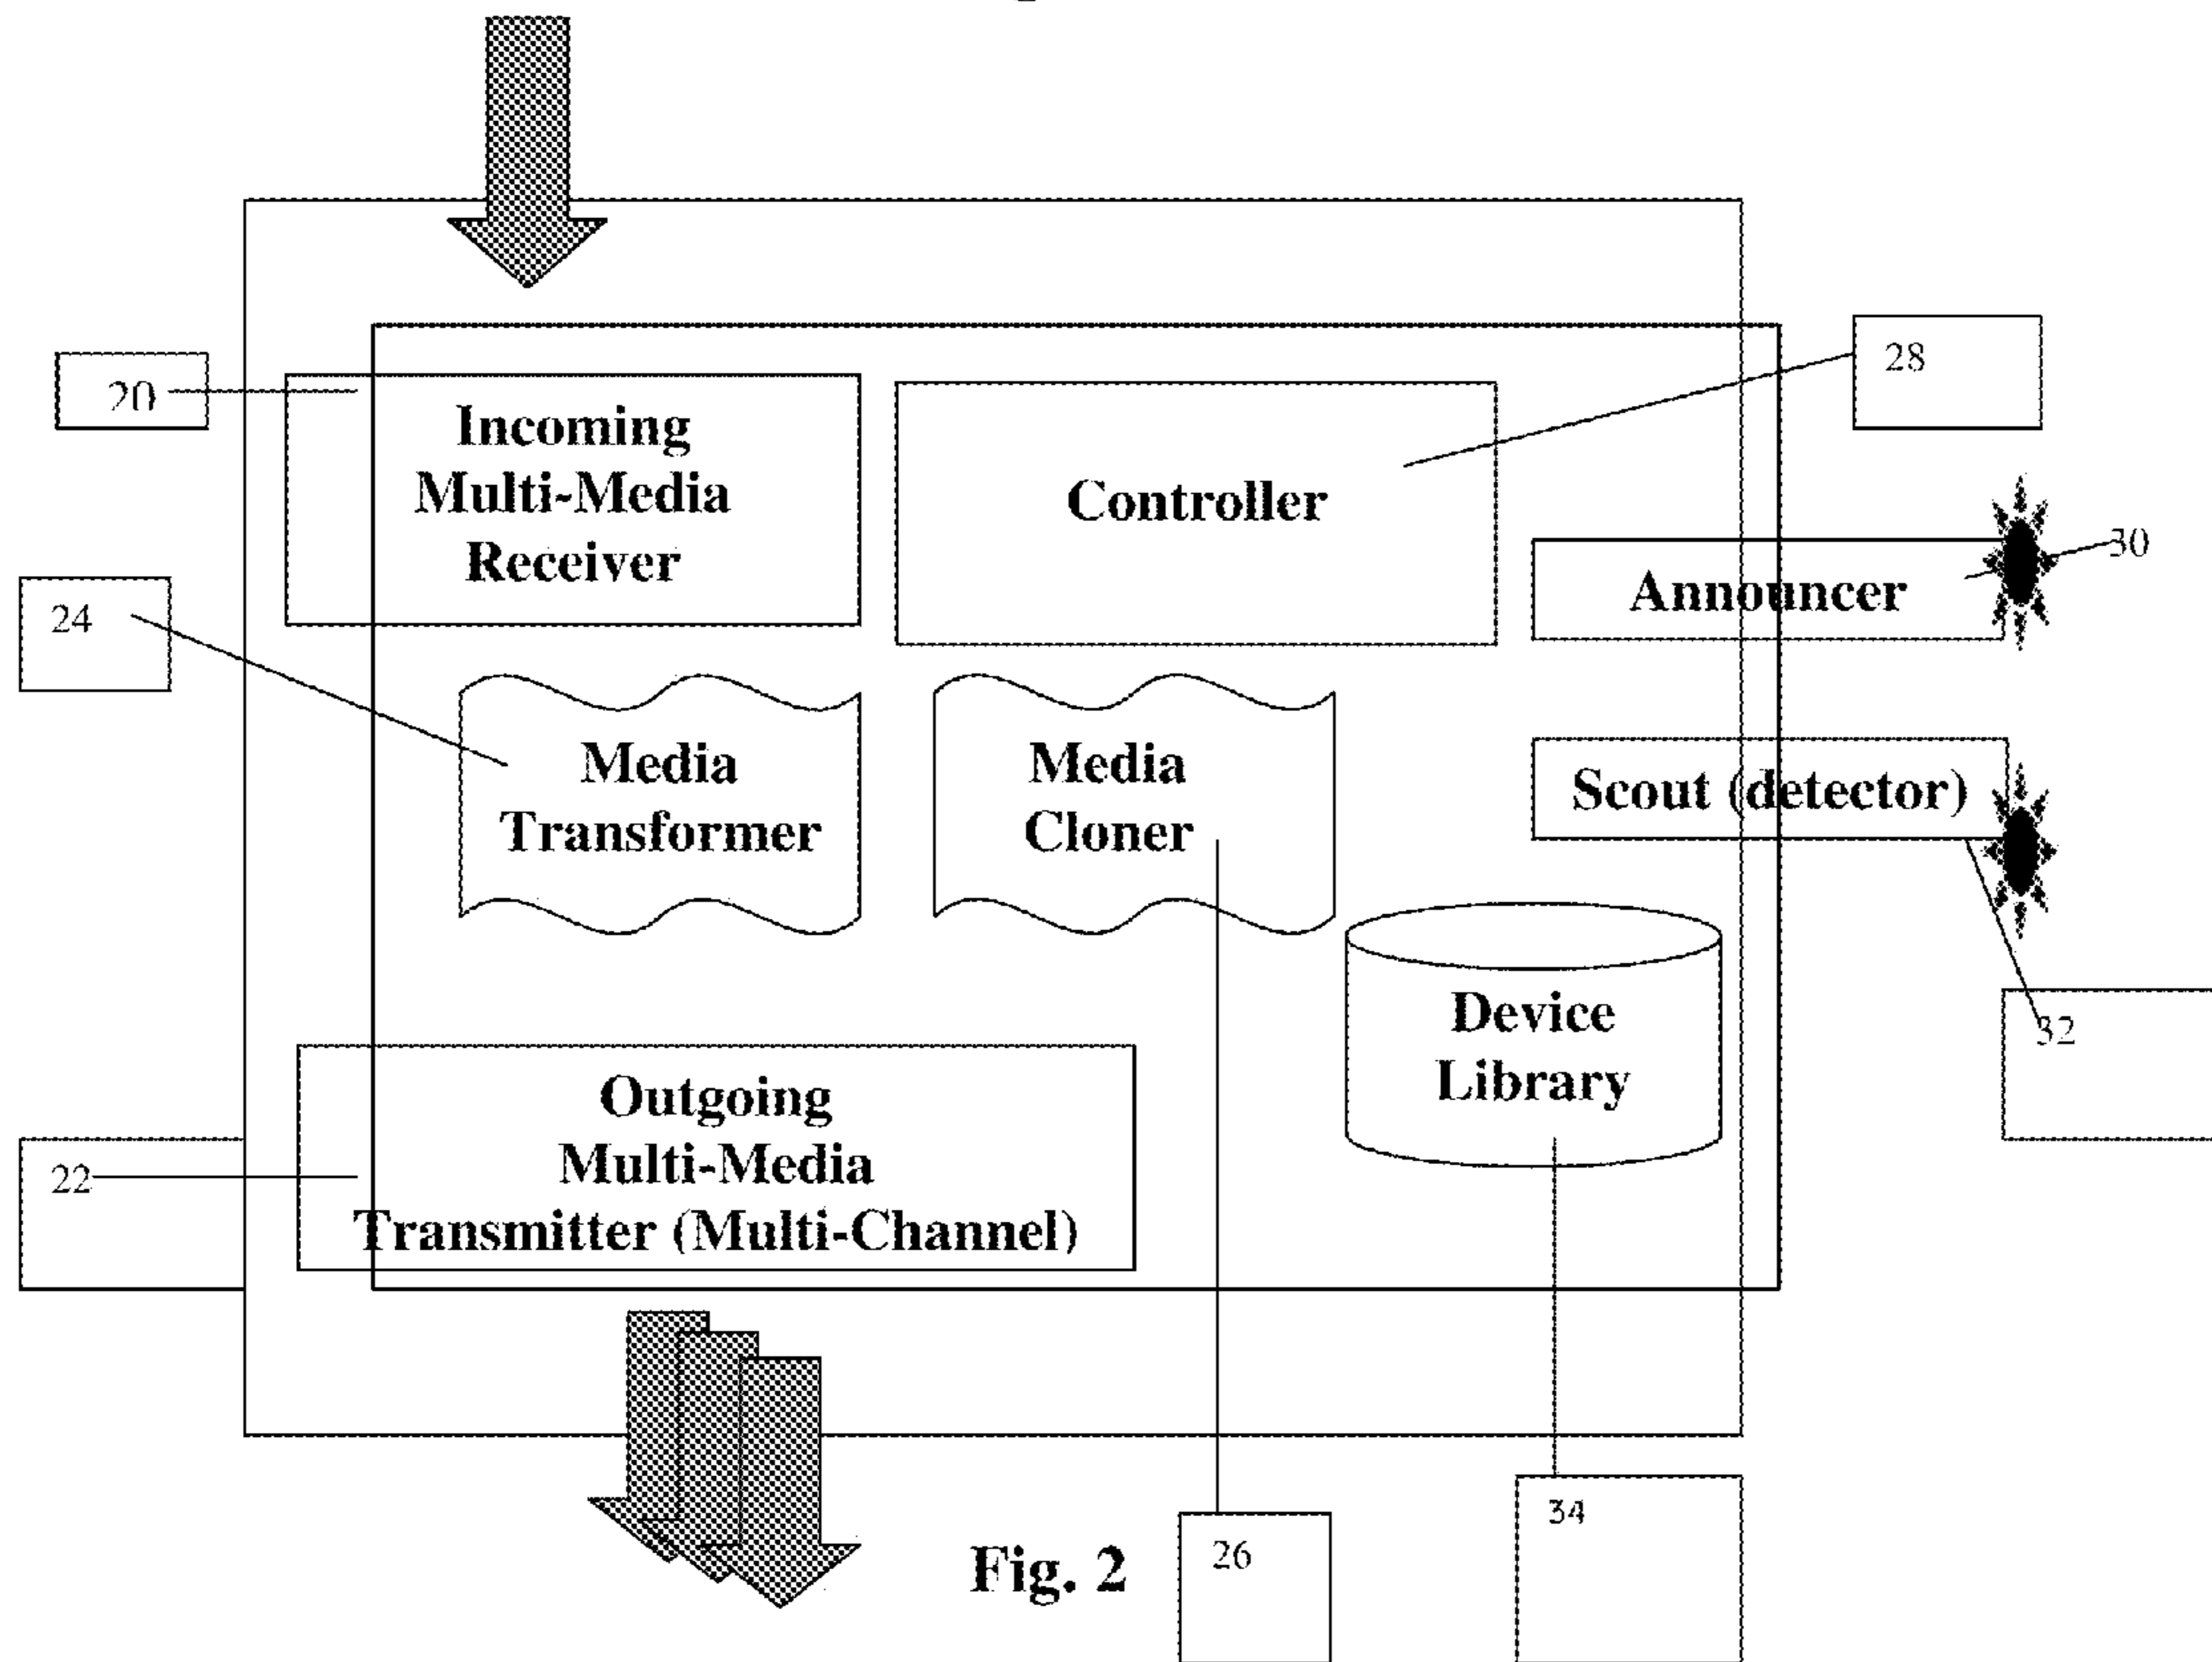 20
Incoming
Multi-Media
Receiver
Controller
28
Announcer
30
24
Media
Transformer
Media
Cloner
Scout (detector)
32
Device
Library
22
Outgoing
Multi-Media
Transmitter (Multi-Channel)
Fig. 2
26
34